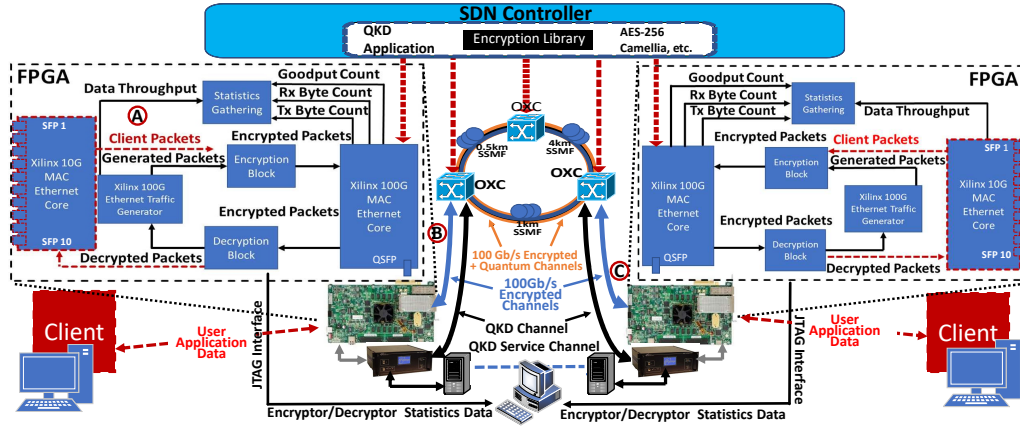 SDN Controller
QKD
Application
Encryption Library
AES-256
Camellia, etc.
FPGA
Goodput Count
Rx Byte Count
Tx Byte Count
Data Throughput
Statistics
Gathering
A
SFP 1
Client Packets
Encrypted Packets
Generated Packets
Xilinx 10G
MAC
Ethernet
Core
Encryption
Block
Xilinx 100G
Ethernet Traffic
Generator
Xilinx 100G
MAC
Ethernet
Core
Encrypted
Packets
Decryption
Block
SFP 10
Decrypted Packets
QSFP
OXC
0.5km
SSMF
4km
SSMF
OXC
OXC
1km
SSMF
B
C
100 Gb/s Encrypted
+ Quantum Channels
100Gb/s
Encrypted
Channels
QKD Channel
QKD Service Channel
FPGA
Goodput Count
Rx Byte Count
Tx Byte Count
Statistics
Gathering
Data Throughput
Encrypted Packets
Client Packets
Generated Packets
SFP 1
Xilinx 100G
MAC
Ethernet
Core
Encryption
Block
Xilinx 100G
Ethernet Traffic
Generator
Xilinx 10G
MAC
Ethernet
Core
Encrypted
Packets
Decryption
Block
QSFP
SFP 10
Decrypted Packets
Client
User
Application
Data
JTAG Interface
User
Application
Data
JTAG Interface
Client
Encryptor/Decryptor Statistics Data
Encryptor/Decryptor Statistics Data